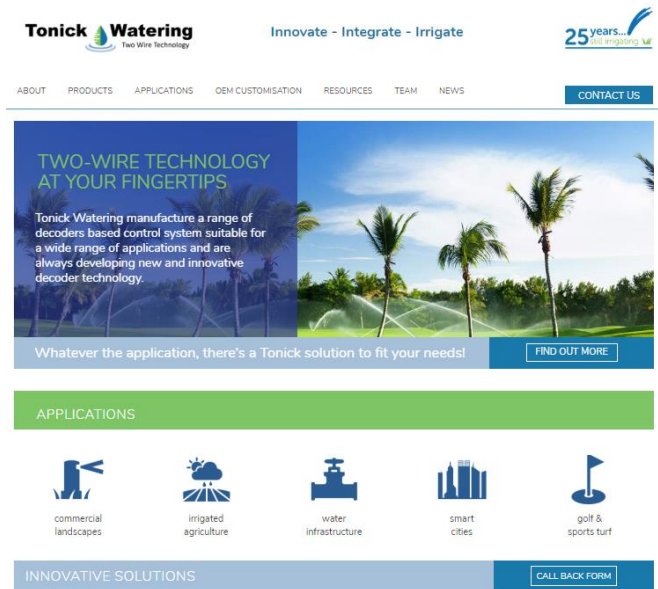 Tonick Watering
Two Wire Technology
Innovate - Integrate - Irrigate
25 years...
still irrigating
ABOUT PRODUCTS APPLICATIONS OEM CUSTOMISATION RESOURCES TEAM NEWS
CONTACT US
TWO-WIRE TECHNOLOGY
AT YOUR FINGERTIPS
Tonick Watering manufacture a range of
decoders based control system suitable for
a wide range of applications and are
always developing new and innovative
decoder technology.
Whatever the application, there's a Tonick solution to fit your needs!
FIND OUT MORE
APPLICATIONS
commercial
landscapes
irrigated
agriculture
water
infrastructure
smart
cities
golf &
sports turf
INNOVATIVE SOLUTIONS
CALL BACK FORM